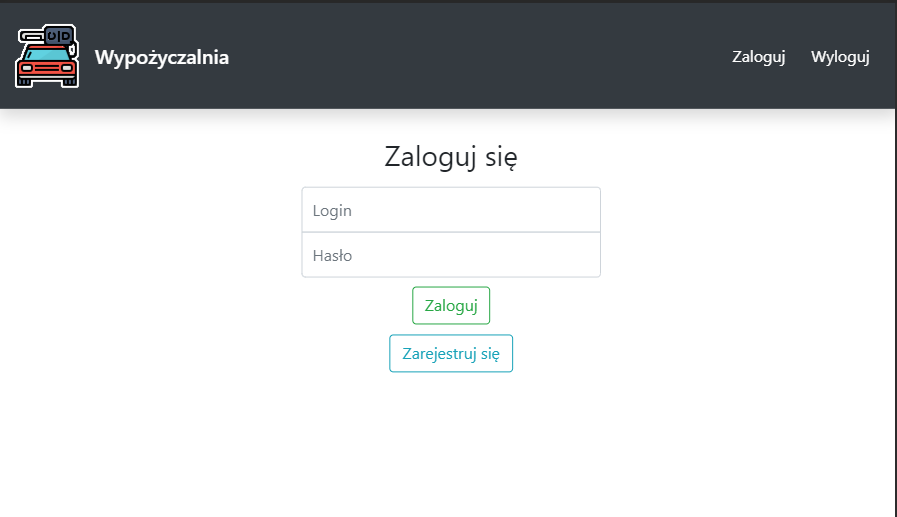 Wypożyczalnia
Zaloguj Wyloguj
Zaloguj się
Login
Hasło
Zaloguj
Zarejestruj się